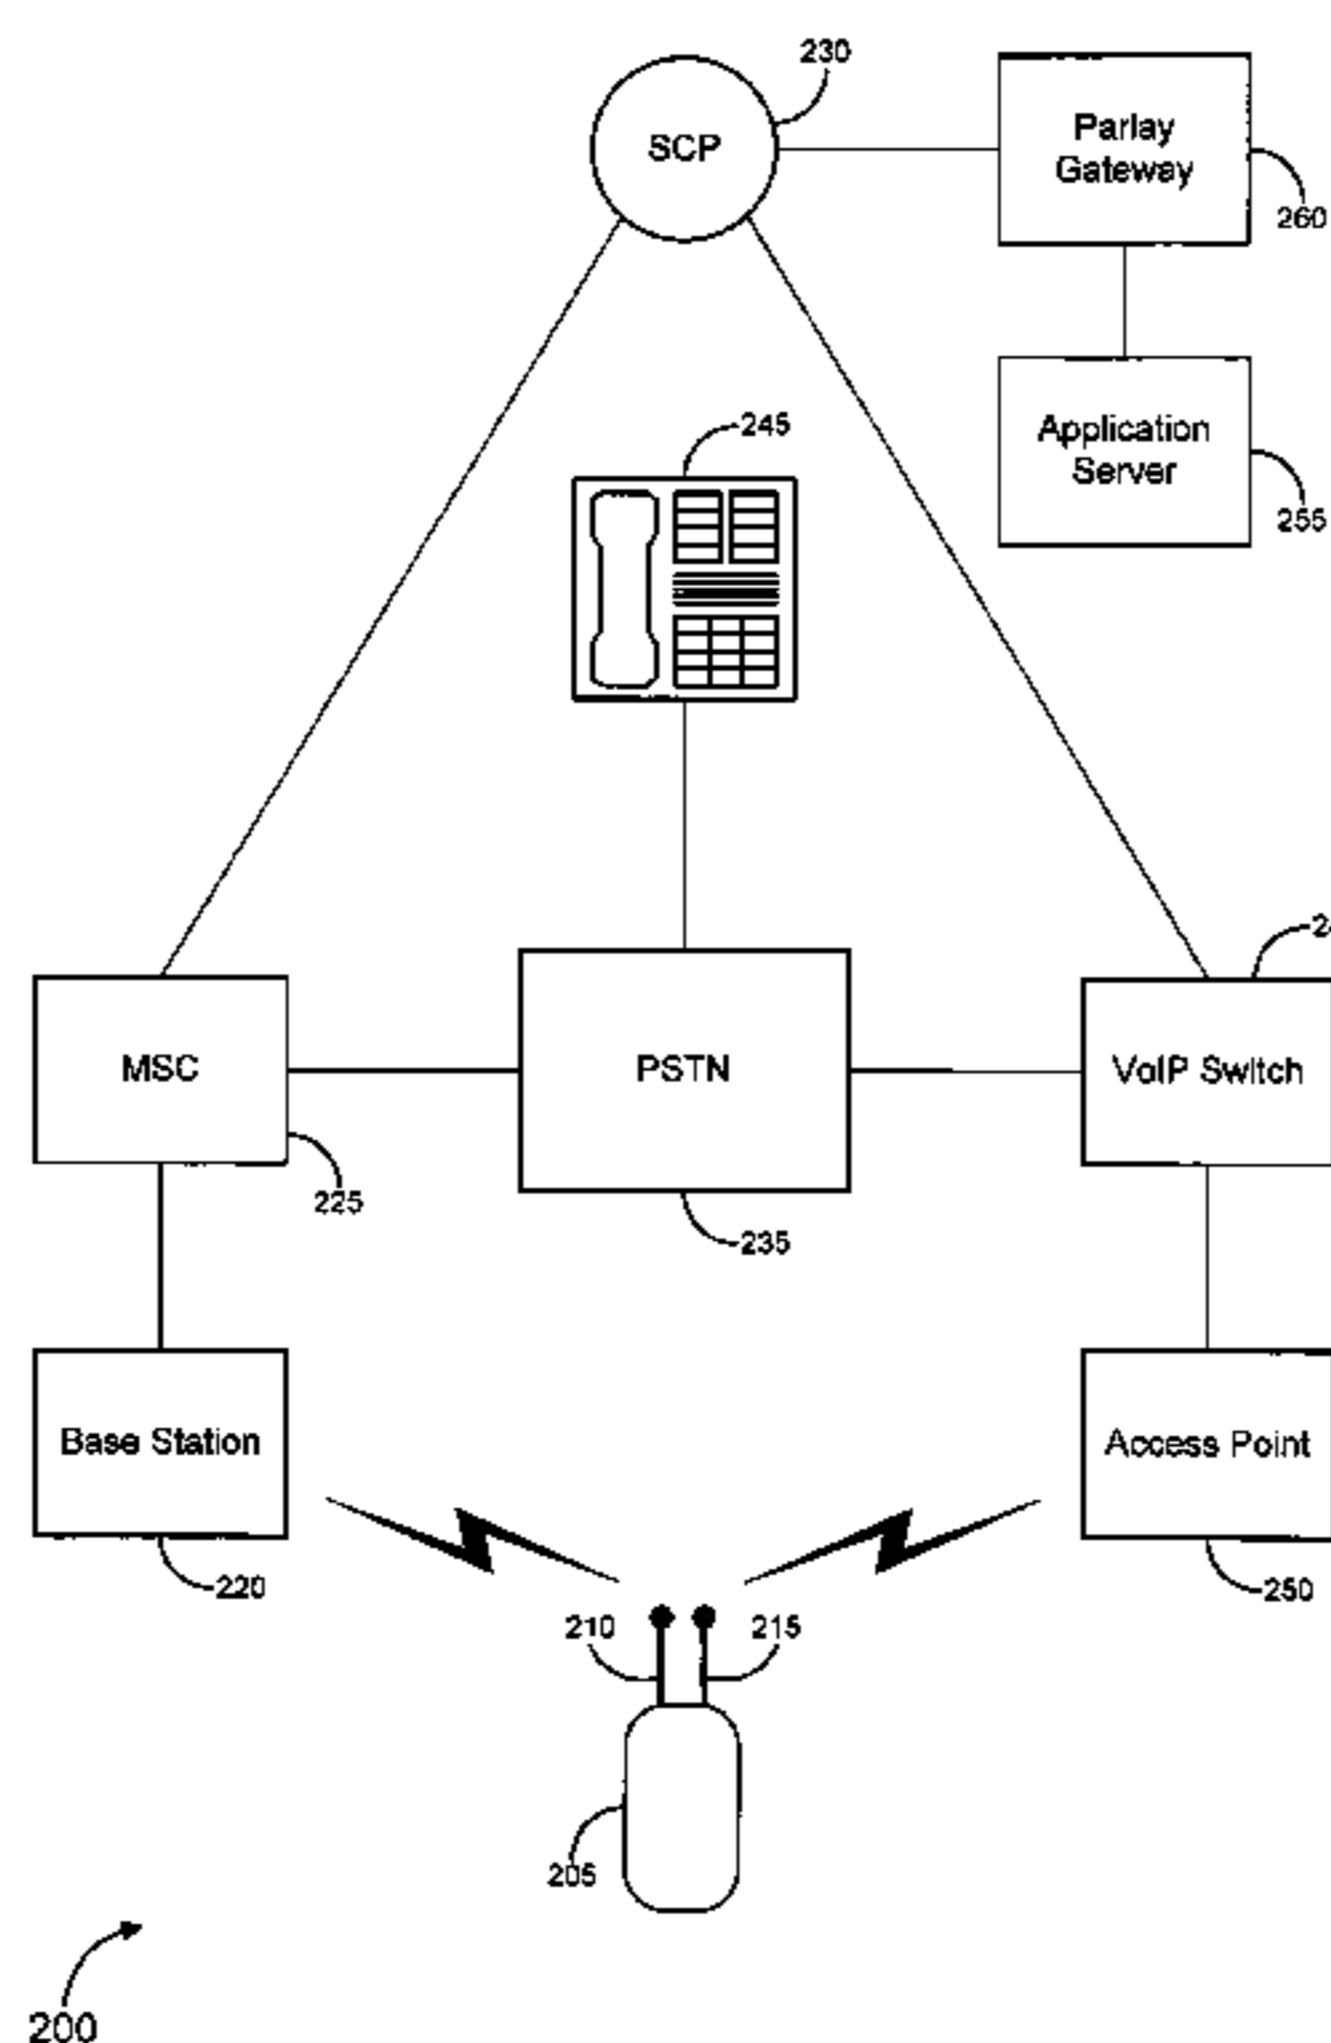 230
SCP
Parlay
Gateway
260
245
Application
Server
255
MSC
PSTN
VoIP Switch
225
235
Base Station
Access Point
220
250
210
215
205
200